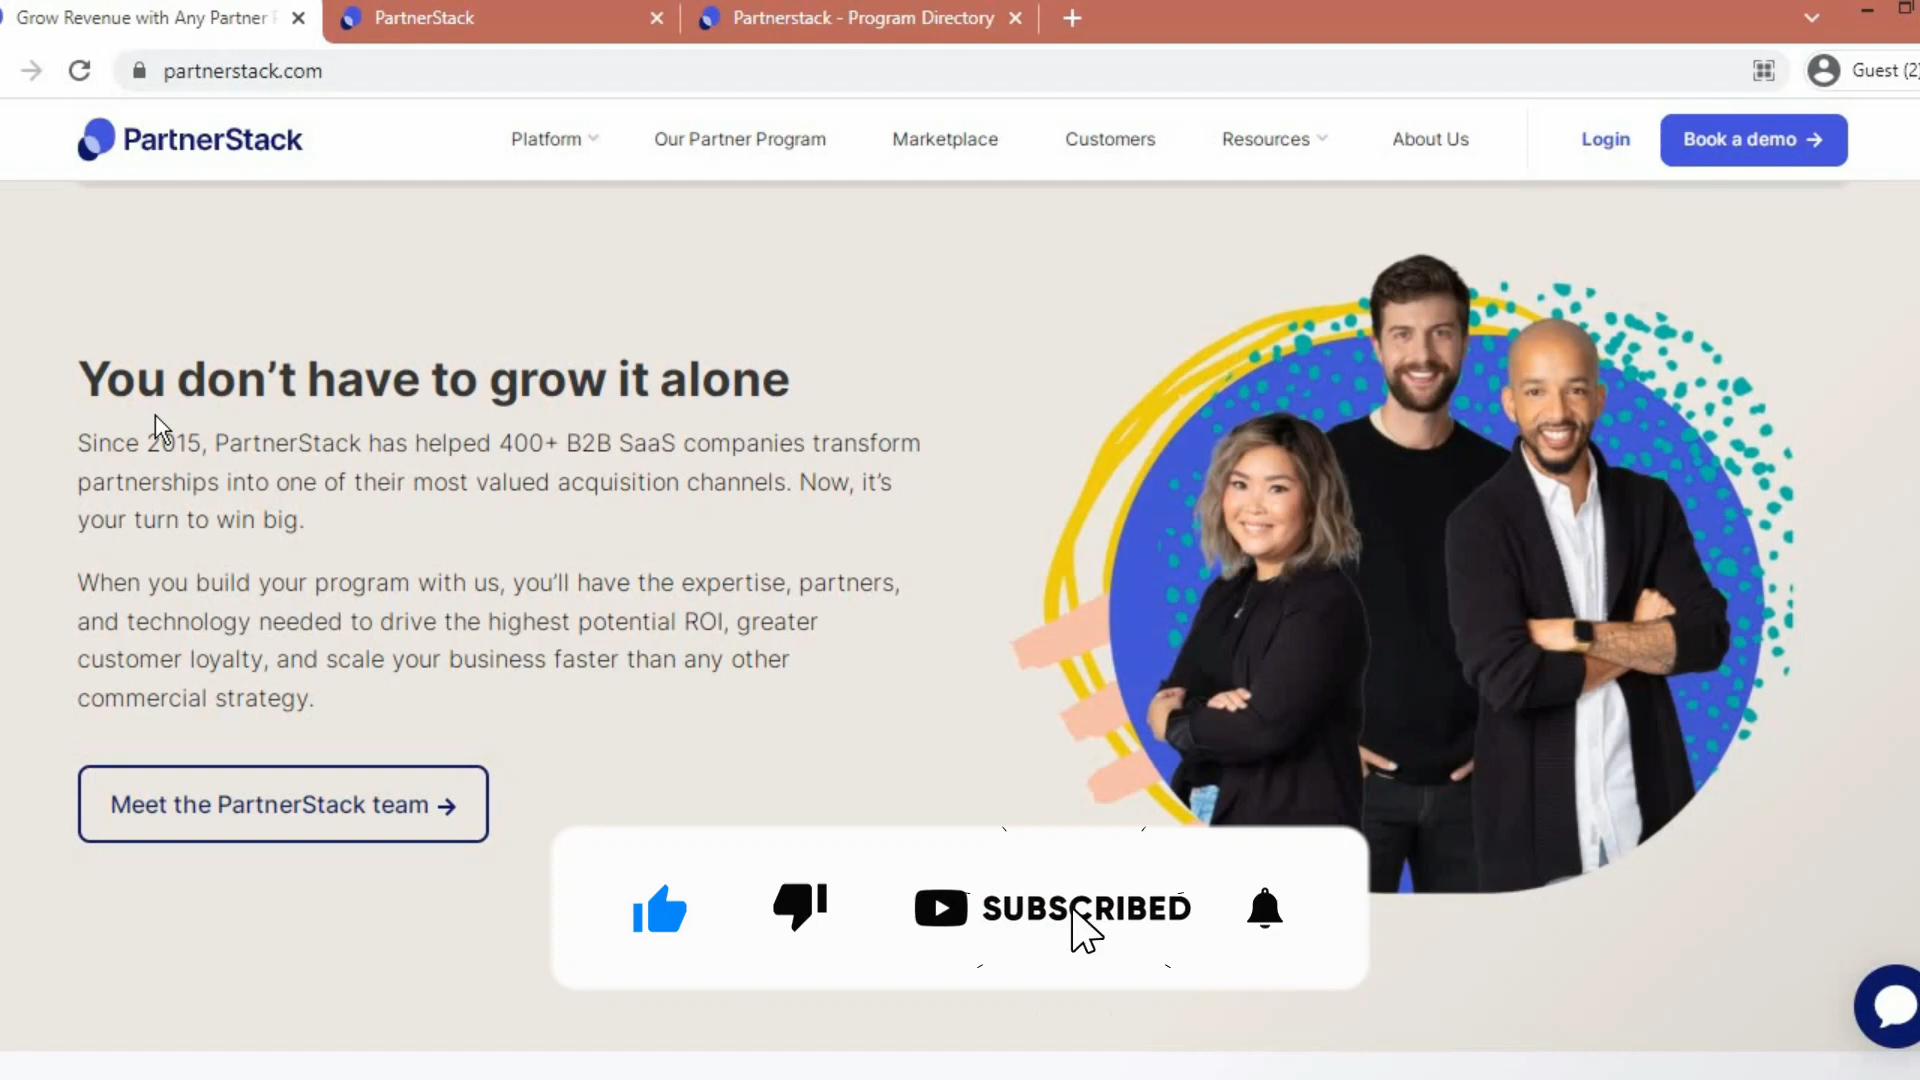 Grow Revenue with Any Partner
PartnerStack
Partnerstack - Program Directory
partnerstack.com
Guest (2)
PartnerStack
Platform
Our Partner Program
Marketplace
Customers
Resources
About Us
Login
Book a demo →
You don’t have to grow it alone
Since 2015, PartnerStack has helped 400+ B2B SaaS companies transform
partnerships into one of their most valued acquisition channels. Now, it’s
your turn to win big.
When you build your program with us, you’ll have the expertise, partners,
and technology needed to drive the highest potential ROI, greater
customer loyalty, and scale your business faster than any other
commercial strategy.
Meet the PartnerStack team →
SUBSCRIBED